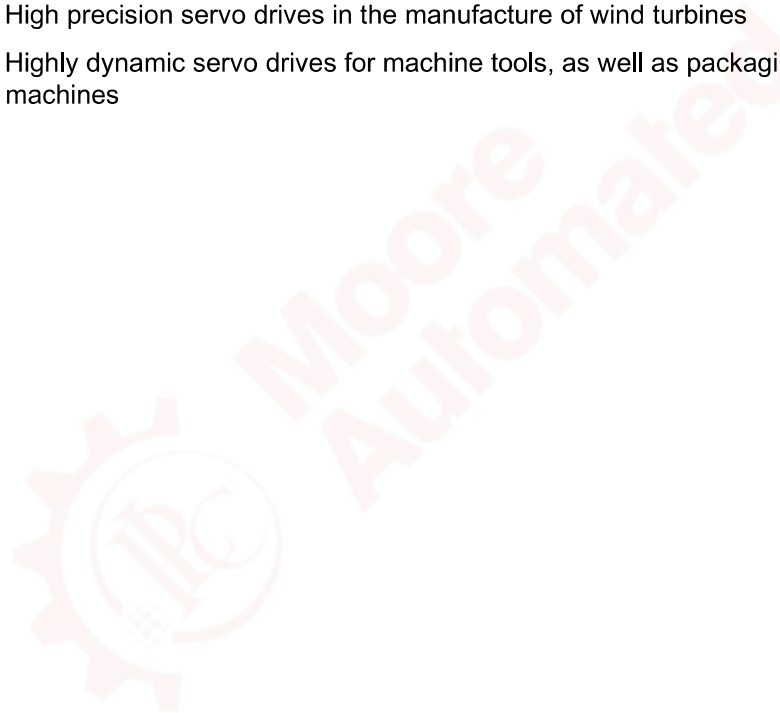 High precision servo drives in the manufacture of wind turbines
Highly dynamic servo drives for machine tools, as well as packagi
machines
Moore
Automated